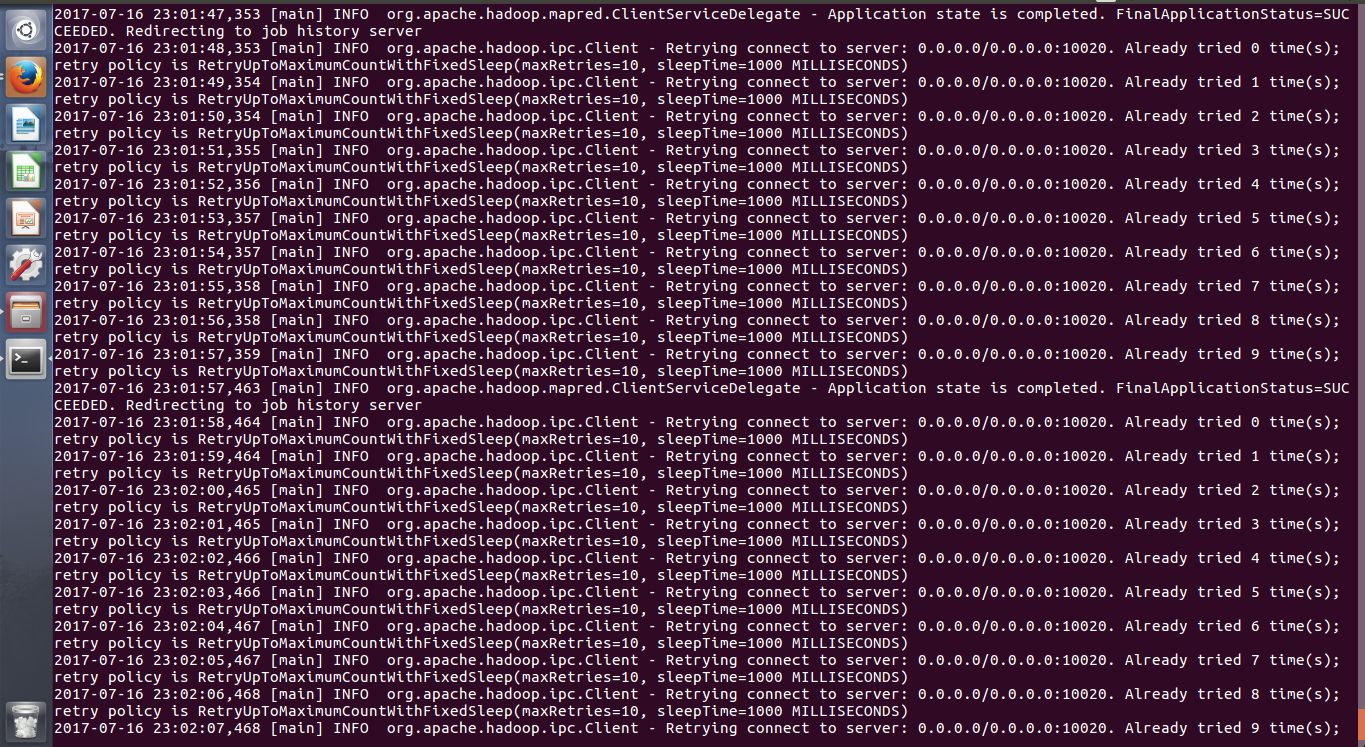 2017-07-16 23:01:47,353 [main] INFO  org.apache.hadoop.mapred.ClientServiceDelegate - Application state is completed. FinalApplicationStatus=SUC
CEEDED. Redirecting to job history server
2017-07-16 23:01:48,353 [main] INFO  org.apache.hadoop.ipc.Client - Retrying connect to server: 0.0.0.0/0.0.0.0:10020. Already tried 0 time(s);
retry policy is RetryUpToMaximumCountWithFixedSleep(maxRetries=10, sleepTime=1000 MILLISECONDS)
2017-07-16 23:01:49,354 [main] INFO  org.apache.hadoop.ipc.Client - Retrying connect to server: 0.0.0.0/0.0.0.0:10020. Already tried 1 time(s);
retry policy is RetryUpToMaximumCountWithFixedSleep(maxRetries=10, sleepTime=1000 MILLISECONDS)
2017-07-16 23:01:50,354 [main] INFO  org.apache.hadoop.ipc.Client - Retrying connect to server: 0.0.0.0/0.0.0.0:10020. Already tried 2 time(s);
retry policy is RetryUpToMaximumCountWithFixedSleep(maxRetries=10, sleepTime=1000 MILLISECONDS)
2017-07-16 23:01:51,355 [main] INFO  org.apache.hadoop.ipc.Client - Retrying connect to server: 0.0.0.0/0.0.0.0:10020. Already tried 3 time(s);
retry policy is RetryUpToMaximumCountWithFixedSleep(maxRetries=10, sleepTime=1000 MILLISECONDS)
2017-07-16 23:01:52,356 [main] INFO  org.apache.hadoop.ipc.Client - Retrying connect to server: 0.0.0.0/0.0.0.0:10020. Already tried 4 time(s);
retry policy is RetryUpToMaximumCountWithFixedSleep(maxRetries=10, sleepTime=1000 MILLISECONDS)
2017-07-16 23:01:53,357 [main] INFO  org.apache.hadoop.ipc.Client - Retrying connect to server: 0.0.0.0/0.0.0.0:10020. Already tried 5 time(s);
retry policy is RetryUpToMaximumCountWithFixedSleep(maxRetries=10, sleepTime=1000 MILLISECONDS)
2017-07-16 23:01:54,357 [main] INFO  org.apache.hadoop.ipc.Client - Retrying connect to server: 0.0.0.0/0.0.0.0:10020. Already tried 6 time(s);
retry policy is RetryUpToMaximumCountWithFixedSleep(maxRetries=10, sleepTime=1000 MILLISECONDS)
2017-07-16 23:01:55,358 [main] INFO  org.apache.hadoop.ipc.Client - Retrying connect to server: 0.0.0.0/0.0.0.0:10020. Already tried 7 time(s);
retry policy is RetryUpToMaximumCountWithFixedSleep(maxRetries=10, sleepTime=1000 MILLISECONDS)
2017-07-16 23:01:56,358 [main] INFO  org.apache.hadoop.ipc.Client - Retrying connect to server: 0.0.0.0/0.0.0.0:10020. Already tried 8 time(s);
retry policy is RetryUpToMaximumCountWithFixedSleep(maxRetries=10, sleepTime=1000 MILLISECONDS)
2017-07-16 23:01:57,359 [main] INFO  org.apache.hadoop.ipc.Client - Retrying connect to server: 0.0.0.0/0.0.0.0:10020. Already tried 9 time(s);
retry policy is RetryUpToMaximumCountWithFixedSleep(maxRetries=10, sleepTime=1000 MILLISECONDS)
2017-07-16 23:01:57,463 [main] INFO  org.apache.hadoop.mapred.ClientServiceDelegate - Application state is completed. FinalApplicationStatus=SUC
CEEDED. Redirecting to job history server
2017-07-16 23:01:58,464 [main] INFO  org.apache.hadoop.ipc.Client - Retrying connect to server: 0.0.0.0/0.0.0.0:10020. Already tried 0 time(s);
retry policy is RetryUpToMaximumCountWithFixedSleep(maxRetries=10, sleepTime=1000 MILLISECONDS)
2017-07-16 23:01:59,464 [main] INFO  org.apache.hadoop.ipc.Client - Retrying connect to server: 0.0.0.0/0.0.0.0:10020. Already tried 1 time(s);
retry policy is RetryUpToMaximumCountWithFixedSleep(maxRetries=10, sleepTime=1000 MILLISECONDS)
2017-07-16 23:02:00,465 [main] INFO  org.apache.hadoop.ipc.Client - Retrying connect to server: 0.0.0.0/0.0.0.0:10020. Already tried 2 time(s);
retry policy is RetryUpToMaximumCountWithFixedSleep(maxRetries=10, sleepTime=1000 MILLISECONDS)
2017-07-16 23:02:01,465 [main] INFO  org.apache.hadoop.ipc.Client - Retrying connect to server: 0.0.0.0/0.0.0.0:10020. Already tried 3 time(s);
retry policy is RetryUpToMaximumCountWithFixedSleep(maxRetries=10, sleepTime=1000 MILLISECONDS)
2017-07-16 23:02:02,466 [main] INFO  org.apache.hadoop.ipc.Client - Retrying connect to server: 0.0.0.0/0.0.0.0:10020. Already tried 4 time(s);
retry policy is RetryUpToMaximumCountWithFixedSleep(maxRetries=10, sleepTime=1000 MILLISECONDS)
2017-07-16 23:02:03,466 [main] INFO  org.apache.hadoop.ipc.Client - Retrying connect to server: 0.0.0.0/0.0.0.0:10020. Already tried 5 time(s);
retry policy is RetryUpToMaximumCountWithFixedSleep(maxRetries=10, sleepTime=1000 MILLISECONDS)
2017-07-16 23:02:04,467 [main] INFO  org.apache.hadoop.ipc.Client - Retrying connect to server: 0.0.0.0/0.0.0.0:10020. Already tried 6 time(s);
retry policy is RetryUpToMaximumCountWithFixedSleep(maxRetries=10, sleepTime=1000 MILLISECONDS)
2017-07-16 23:02:05,467 [main] INFO  org.apache.hadoop.ipc.Client - Retrying connect to server: 0.0.0.0/0.0.0.0:10020. Already tried 7 time(s);
retry policy is RetryUpToMaximumCountWithFixedSleep(maxRetries=10, sleepTime=1000 MILLISECONDS)
2017-07-16 23:02:06,468 [main] INFO  org.apache.hadoop.ipc.Client - Retrying connect to server: 0.0.0.0/0.0.0.0:10020. Already tried 8 time(s);
retry policy is RetryUpToMaximumCountWithFixedSleep(maxRetries=10, sleepTime=1000 MILLISECONDS)
2017-07-16 23:02:07,468 [main] INFO  org.apache.hadoop.ipc.Client - Retrying connect to server: 0.0.0.0/0.0.0.0:10020. Already tried 9 time(s);